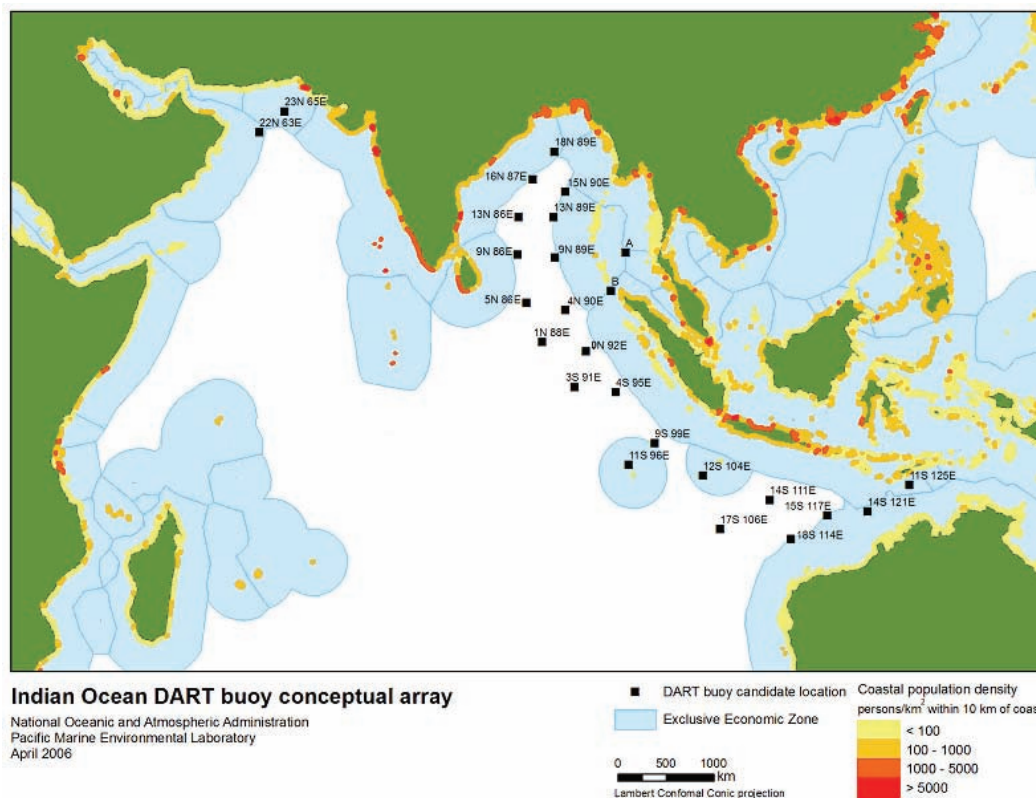 23N 65E
22N 63E
18N 89E
16N 87E
15N 90E
13N 86E
13N 89E
9N 86E
9N 89E
A
B
5N 86E
4N 90E
1N 88E
0N 92E
3S 91E
4S 95E
9S 99E
11S 96E
12S 104E
11S 125E
14S 111E
15S 117E
14S 121E
17S 106E
18S 114E
Indian Ocean DART buoy conceptual array
National Oceanic and Atmospheric Administration
Pacific Marine Environmental Laboratory
April 2006
DART buoy candidate location
Exclusive Economic Zone
0 500 1000
km
Lambert Confomal Conic projection
Coastal population density
persons/km² within 10 km of coas
< 100
100 - 1000
1000 - 5000
> 5000